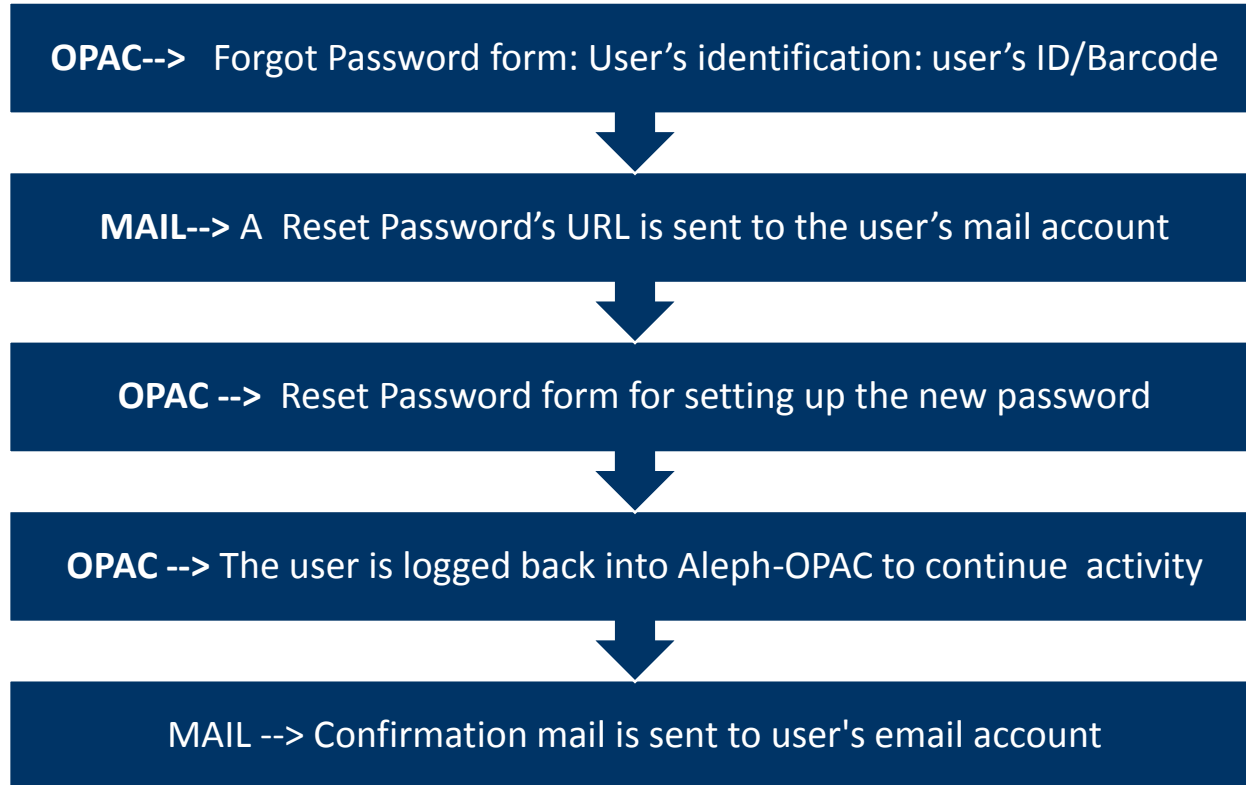 OPAC--> Forgot Password form: User’s identification: user’s ID/Barcode
MAIL--> A Reset Password’s URL is sent to the user’s mail account
OPAC --> Reset Password form for setting up the new password
OPAC --> The user is logged back into Aleph-OPAC to continue activity
MAIL --> Confirmation mail is sent to user's email account